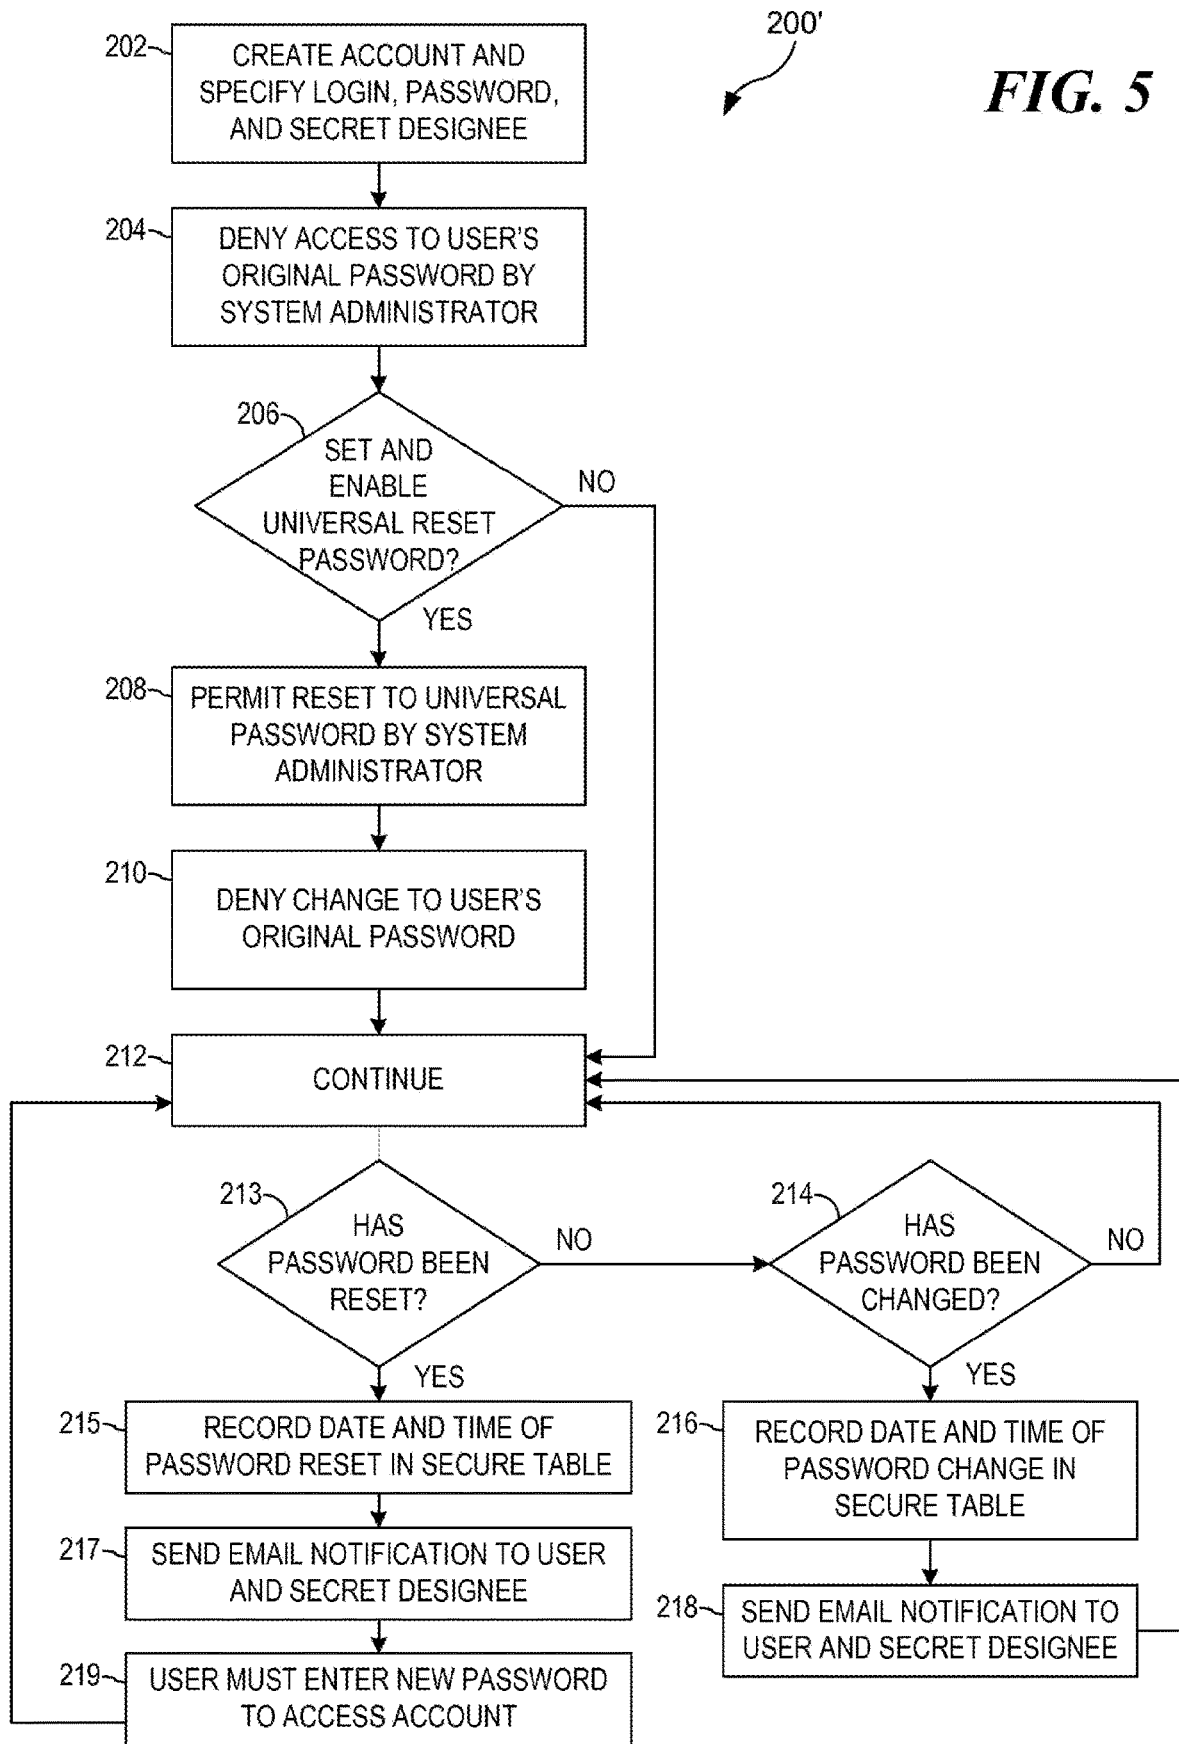 200'
FIG. 5
202
CREATE ACCOUNT AND
SPECIFY LOGIN, PASSWORD,
AND SECRET DESIGNEE
204
DENY ACCESS TO USER'S
ORIGINAL PASSWORD BY
SYSTEM ADMINISTRATOR
206
SET AND
ENABLE
UNIVERSAL RESET
PASSWORD?
NO
YES
208
PERMIT RESET TO UNIVERSAL
PASSWORD BY SYSTEM
ADMINISTRATOR
210
DENY CHANGE TO USER'S
ORIGINAL PASSWORD
212
CONTINUE
213
HAS
PASSWORD BEEN
RESET?
NO
YES
214
HAS
PASSWORD BEEN
CHANGED?
NO
YES
215
RECORD DATE AND TIME OF
PASSWORD RESET IN SECURE TABLE
216
RECORD DATE AND TIME OF
PASSWORD CHANGE IN
SECURE TABLE
217
SEND EMAIL NOTIFICATION TO USER
AND SECRET DESIGNEE
218
SEND EMAIL NOTIFICATION TO
USER AND SECRET DESIGNEE
219
USER MUST ENTER NEW PASSWORD
TO ACCESS ACCOUNT